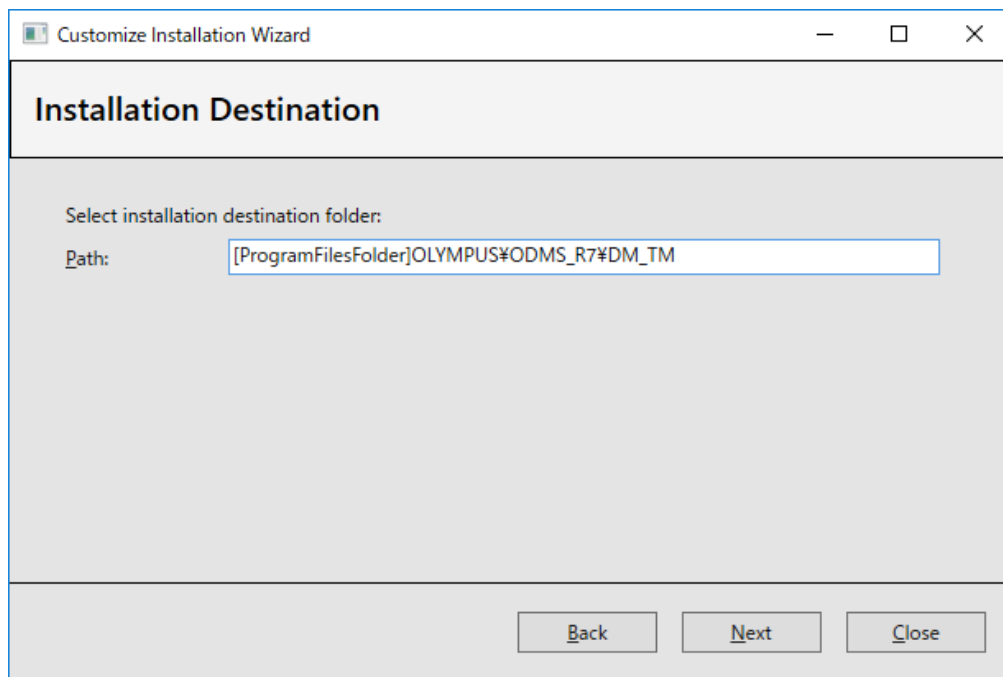 Customize Installation Wizard
Installation Destination
Select installation destination folder:
Path: [ProgramFilesFolder]OLYMPUS¥ODMS_R7¥DM_TM
Back Next Close